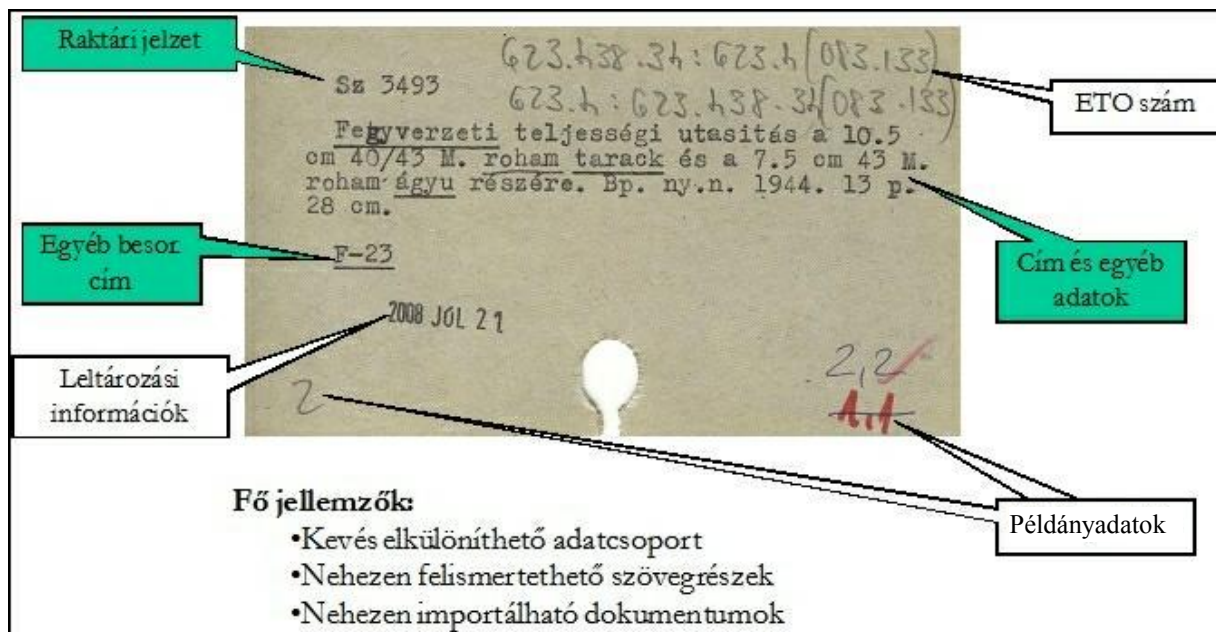 Raktári jelzet
623.438.34:623.4(083.133)
Sz 3493
623.4:623.438.34(083.133)
ETO szám
Fegyverzeti teljességi utasitás a 10.5
cm 40/43 M. roham tarack és a 7.5 cm 43 M.
roham ágyu részére. Bp. ny.n. 1944. 13 p.
28 cm.
Egyéb besor.
cím
F-23
Cím és egyéb
adatok
2008 JÚL 21
Leltározási
információk
2
2,2
1,1
Példányadatok
Fő jellemzők:
•Kevés elkülöníthető adatcsoport
•Nehezen felismertethető szövegrészek
•Nehezen importálható dokumentumok